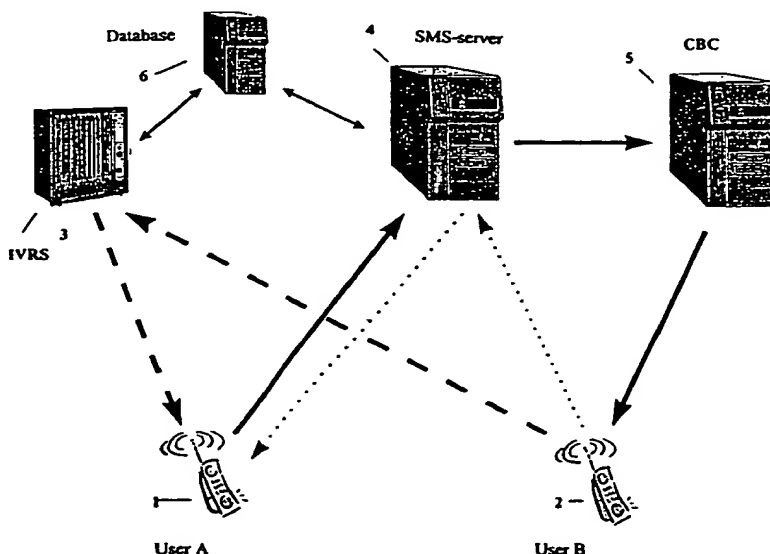 Database
4
SMS-server
CBC
5
6
3
IVRS
1
2
User A
User B